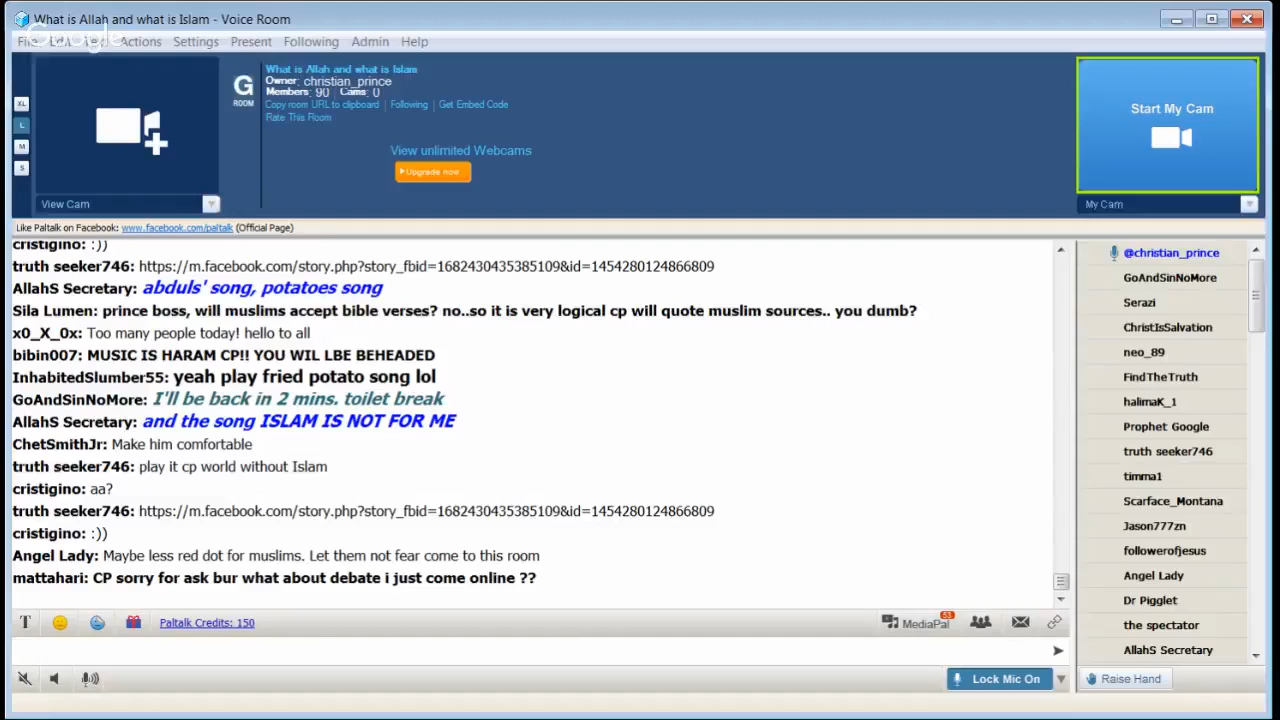 What is Allah and what is Islam - Voice Room
Google
File Edit Actions Settings Present Following Admin Help
What is Allah and what is Islam
Owner: christian_prince
Members: 90 | Cams: 0
Copy room URL to clipboard | Following | Get Embed Code
Rate This Room
G
ROOM
XL
L
M
S
View unlimited Webcams
Upgrade now
Start My Cam
View Cam
My Cam
Like Paltalk on Facebook: www.facebook.com/paltalk (Official Page)
cristigino: :))
truth seeker746: https://m.facebook.com/story.php?story_fbid=1682430435385109&id=1454280124866809
AllahS Secretary: abduls' song, potatoes song
Sila Lumen: prince boss, will muslims accept bible verses? no..so it is very logical cp will quote muslim sources.. you dumb?
x0_X_0x: Too many people today! hello to all
bibin007: MUSIC IS HARAM CP!! YOU WIL LBE BEHEADED
InhabitedSlumber55: yeah play fried potato song lol
GoAndSinNoMore: I'll be back in 2 mins. toilet break
AllahS Secretary: and the song ISLAM IS NOT FOR ME
ChetSmithJr: Make him comfortable
truth seeker746: play it cp world without Islam
cristigino: aa?
truth seeker746: https://m.facebook.com/story.php?story_fbid=1682430435385109&id=1454280124866809
cristigino: :))
Angel Lady: Maybe less red dot for muslims. Let them not fear come to this room
mattahari: CP sorry for ask bur what about debate i just come online ??
@christian_prince
GoAndSinNoMore
Serazi
ChristIsSalvation
neo_89
FindTheTruth
halimaK_1
Prophet Google
truth seeker746
timma1
Scarface_Montana
Jason777zn
followerofjesus
Angel Lady
Dr Pigglet
the spectator
AllahS Secretary
T
Paltalk Credits: 150
MediaPal
53
Lock Mic On
Raise Hand